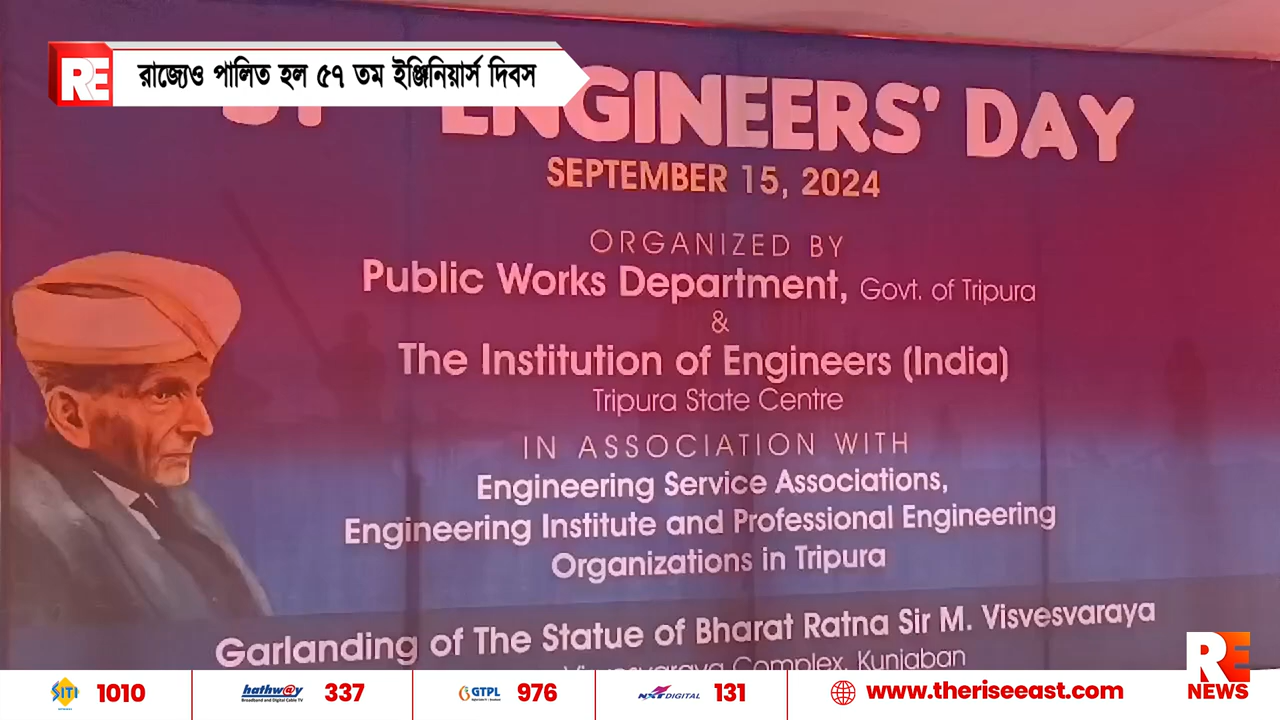 RE
রাজ্যেও পালিত হল ৫৭ তম ইঞ্জিনিয়ার্স দিবস
ENGINEERS' DAY
SEPTEMBER 15, 2024
ORGANIZED BY
Public Works Department, Govt. of Tripura
&
The Institution of Engineers (India)
Tripura State Centre
IN ASSOCIATION WITH
Engineering Service Associations,
Engineering Institute and Professional Engineering
Organizations in Tripura
Garlanding of The Statue of Bharat Ratna Sir M. Visvesvaraya
Visvesvaraya Complex, Kunjaban
RE
NEWS
SITI 1010 hathw@y 337 GTPL 976 NXT DIGITAL 131 www.theriseeast.com